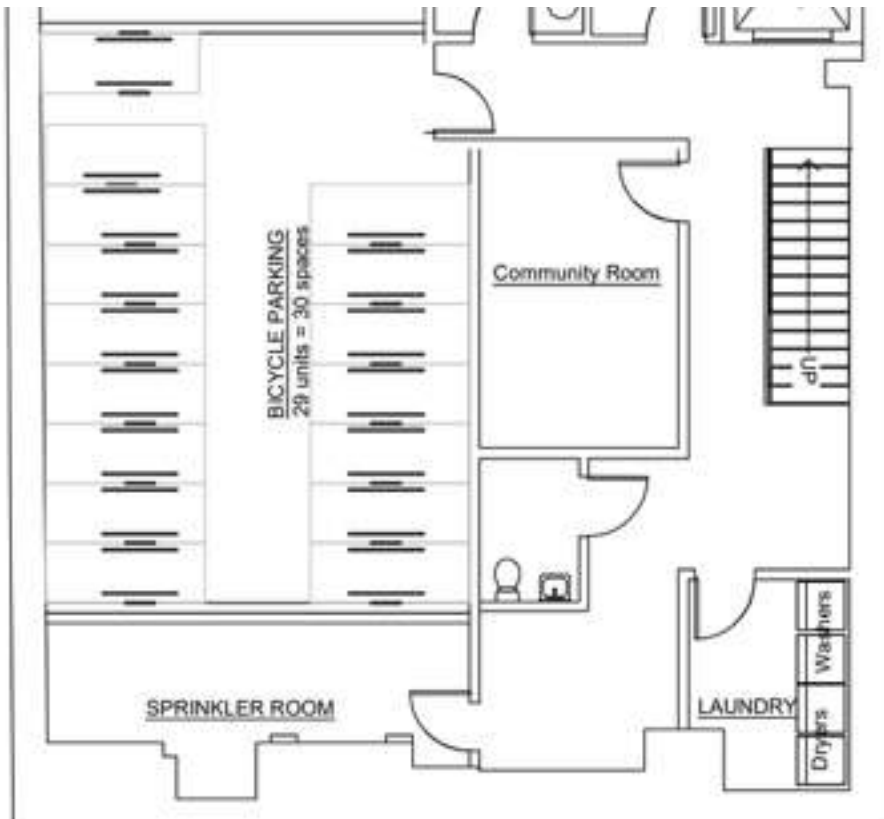 BICYCLE PARKING
29 units = 30 spaces
Community Room
UP
SPRINKLER ROOM
LAUNDRY
Washers
Dryers